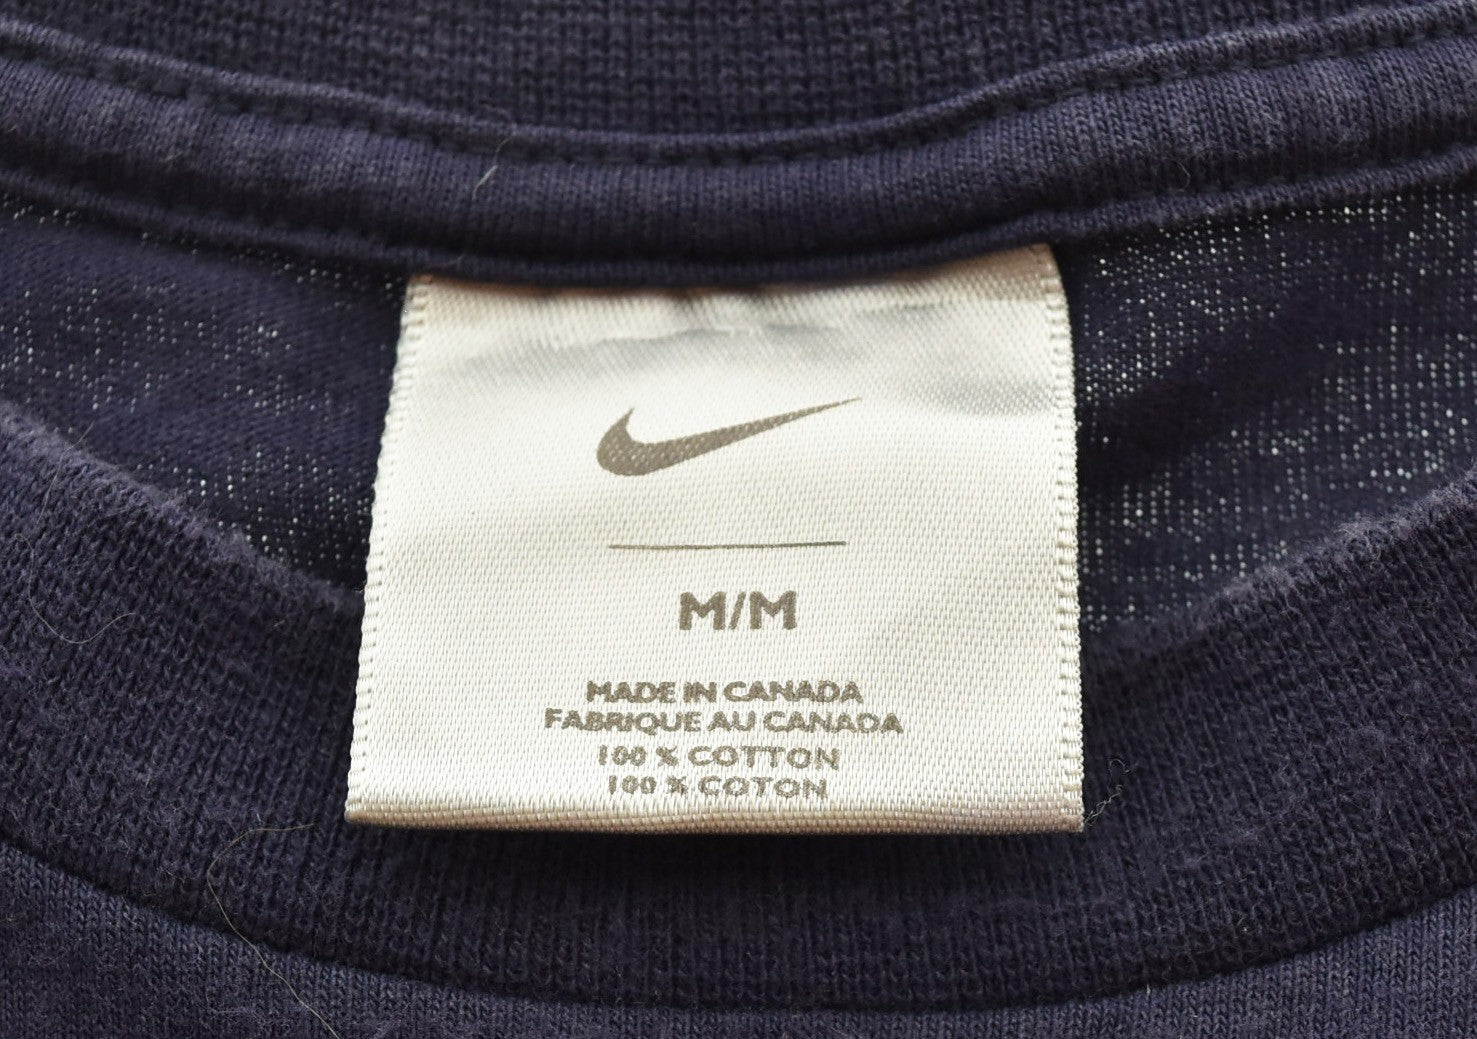 M/M
MADE IN CANADA
FABRIQUE AU CANADA
100 % COTTON
100 % COTON